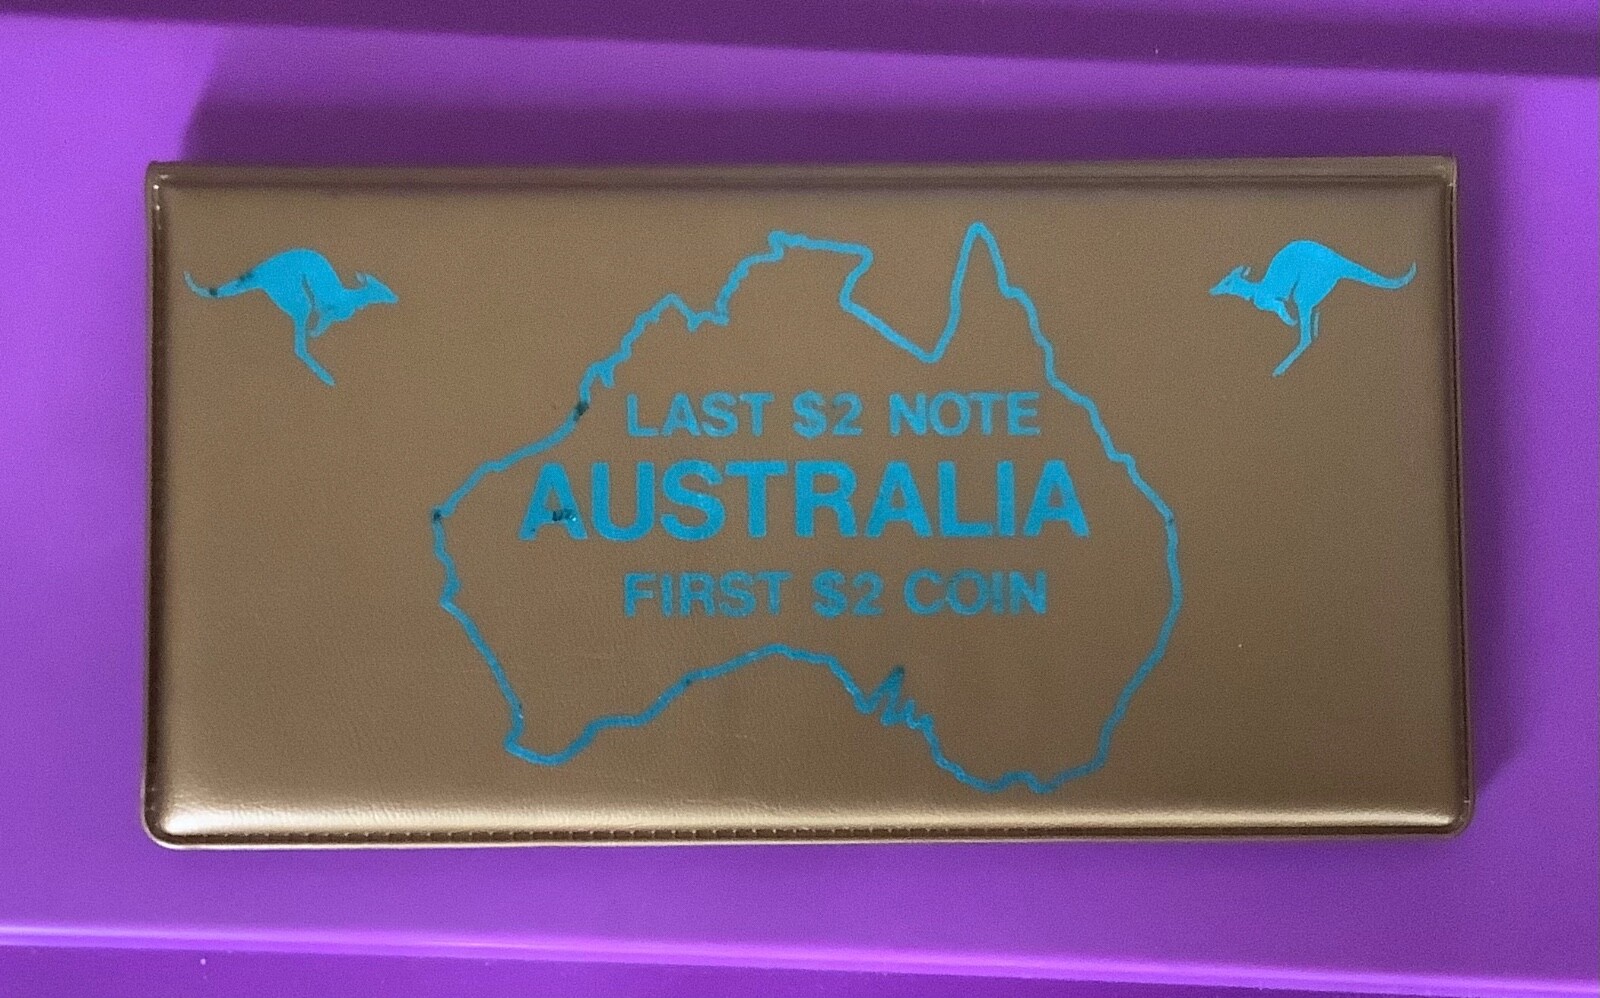 LAST $2 NOTE
AUSTRALIA
FIRST $2 COIN